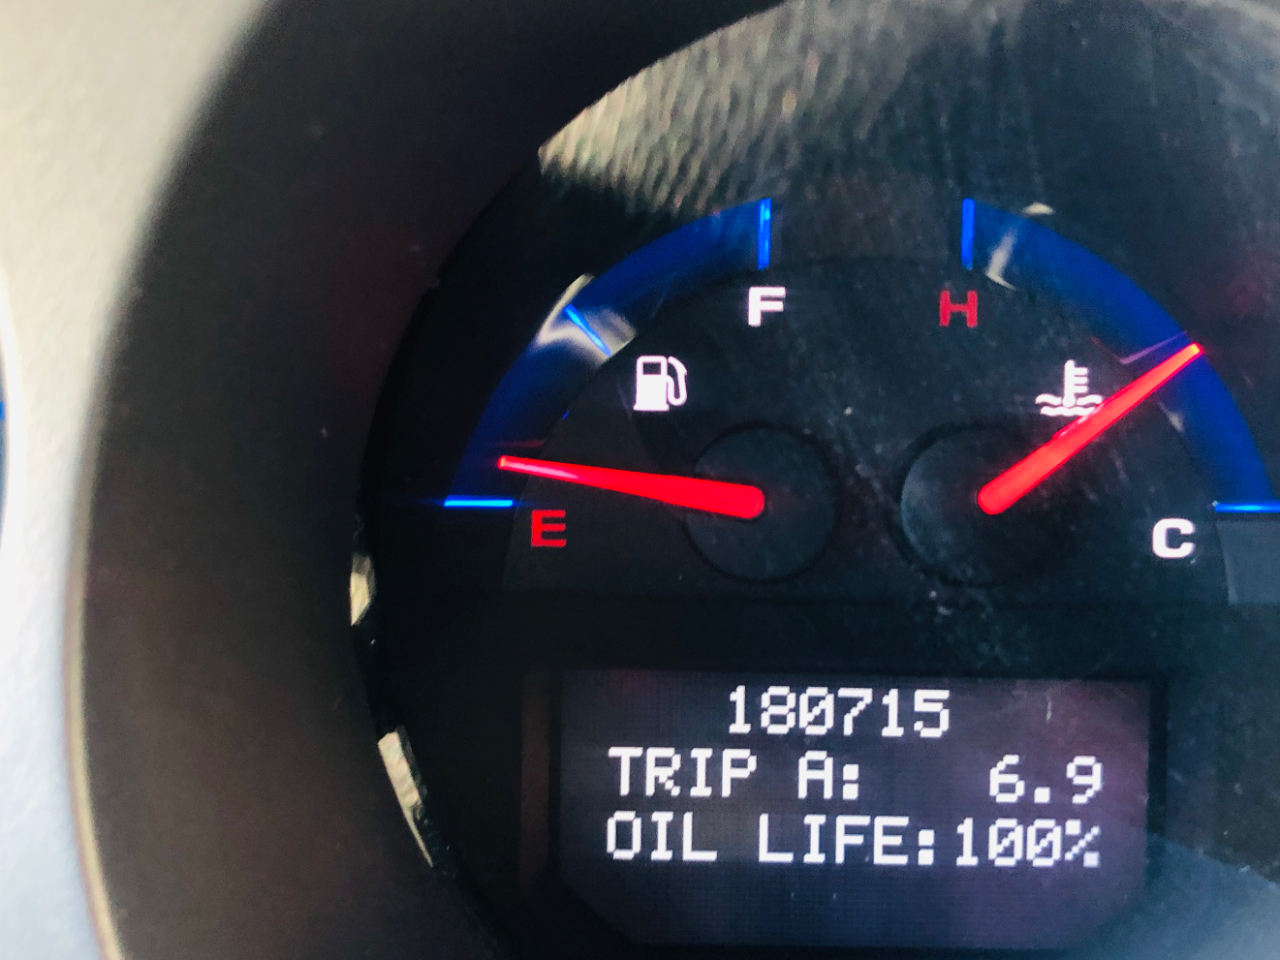 F H
E C
180715
TRIP A: 6.9
OIL LIFE:100%